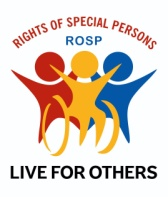 RIGHTS OF SPECIAL PERSONS
ROSP
LIVE FOR OTHERS